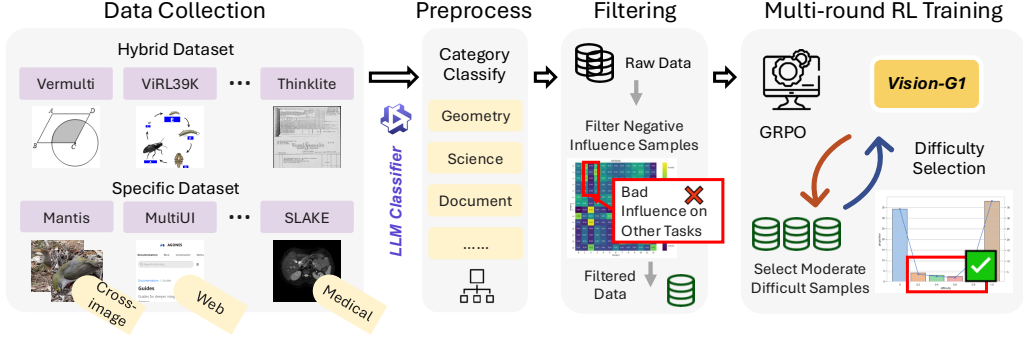 Data Collection
Hybrid Dataset
Vermulti
ViRL39K
Thinklite
A
D
B
C
Specific Dataset
Mantis
MultiUI
SLAKE
AGONES
Guides
Cross-
image
Web
Medical
LLM Classifier
Preprocess
Category
Classify
Geometry
Science
Document
......
Filtering
Raw Data
Filter Negative
Influence Samples
Bad
Influence on
Other Tasks
Filtered
Data
Multi-round RL Training
GRPO
Vision-G1
Difficulty
Selection
Select Moderate
Difficult Samples